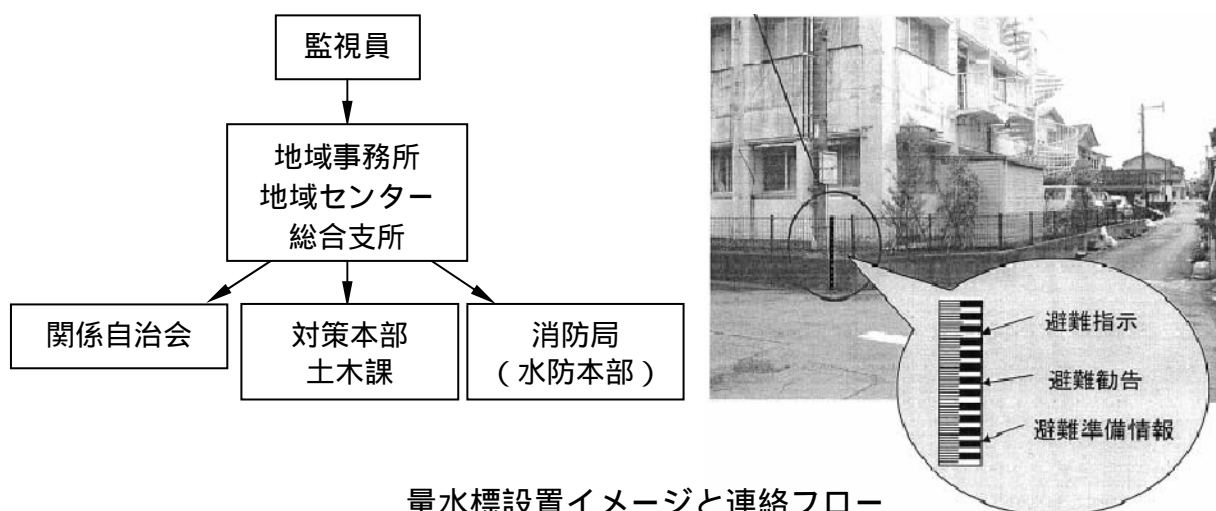 監視員
地域事務所
地域センター
総合支所
関係自治会
対策本部
土木課
消防局
（水防本部）
避難指示
避難勧告
避難準備情報
量水標設置イメージと連絡フロー